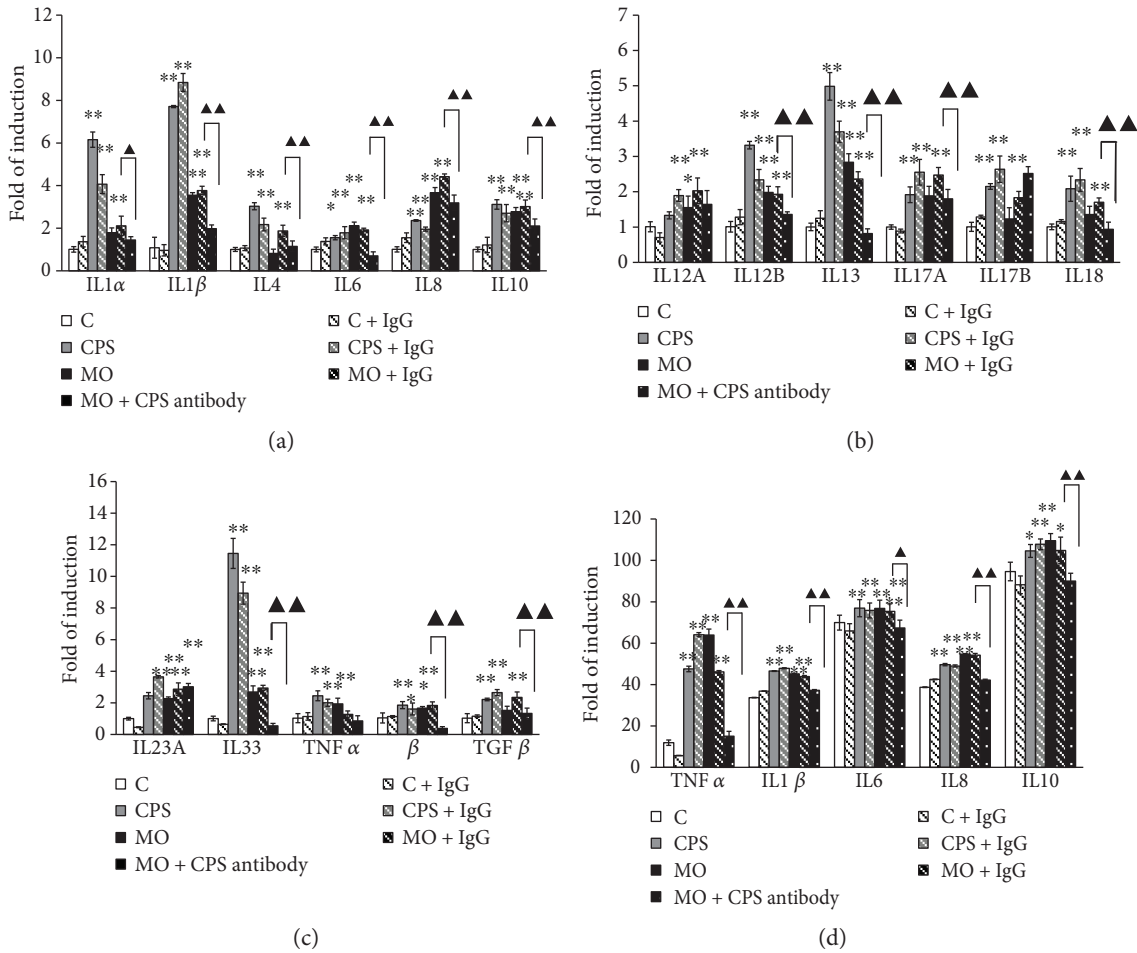 12
10
8
6
4
2
0
Fold of induction
** ** ** ** ** ** ** ** ** ** ** ** * ** ** ** ** ** ** ** ** ** ** **
IL1α IL1β IL4 IL6 IL8 IL10
C C + IgG
CPS CPS + IgG
MO MO + IgG
MO + CPS antibody
(a)
7
6
5
4
3
2
1
0
Fold of induction
IL12A IL12B IL13 IL17A IL17B IL18
C C + IgG
CPS CPS + IgG
MO MO + IgG
MO + CPS antibody
(b)
16
14
12
10
8
6
4
2
0
Fold of induction
IL23A IL33 TNF α β TGF β
C C + IgG
CPS CPS + IgG
MO MO + IgG
MO + CPS antibody
(c)
120
100
80
60
40
20
0
Fold of induction
TNF α IL1 β IL6 IL8 IL10
C C + IgG
CPS CPS + IgG
MO MO + IgG
MO + CPS antibody
(d)